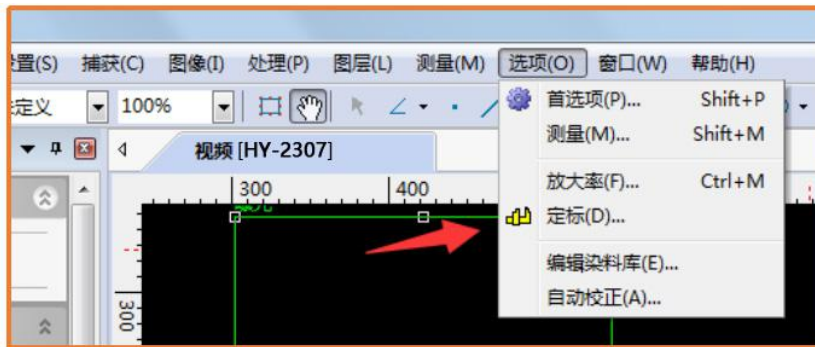 置(S) 捕获(C) 图像(I) 处理(P) 图层(L) 测量(M) 选项(O) 窗口(W) 帮助(H)
定义 100%
首选项(P)... Shift+P
测量(M)... Shift+M
视频 [HY-2307]
放大率(F)... Ctrl+M
300 400
定标(D)...
编辑染料库(E)...
自动校正(A)...
300